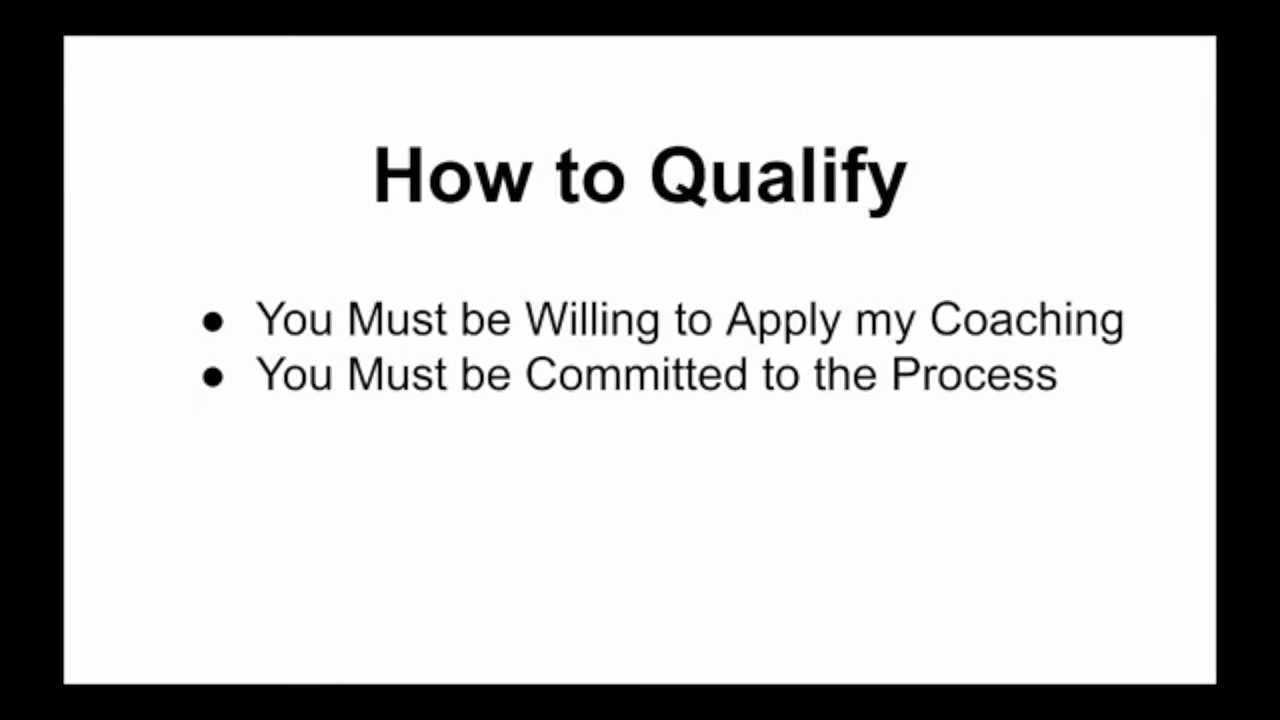 How to Qualify
● You Must be Willing to Apply my Coaching
● You Must be Committed to the Process